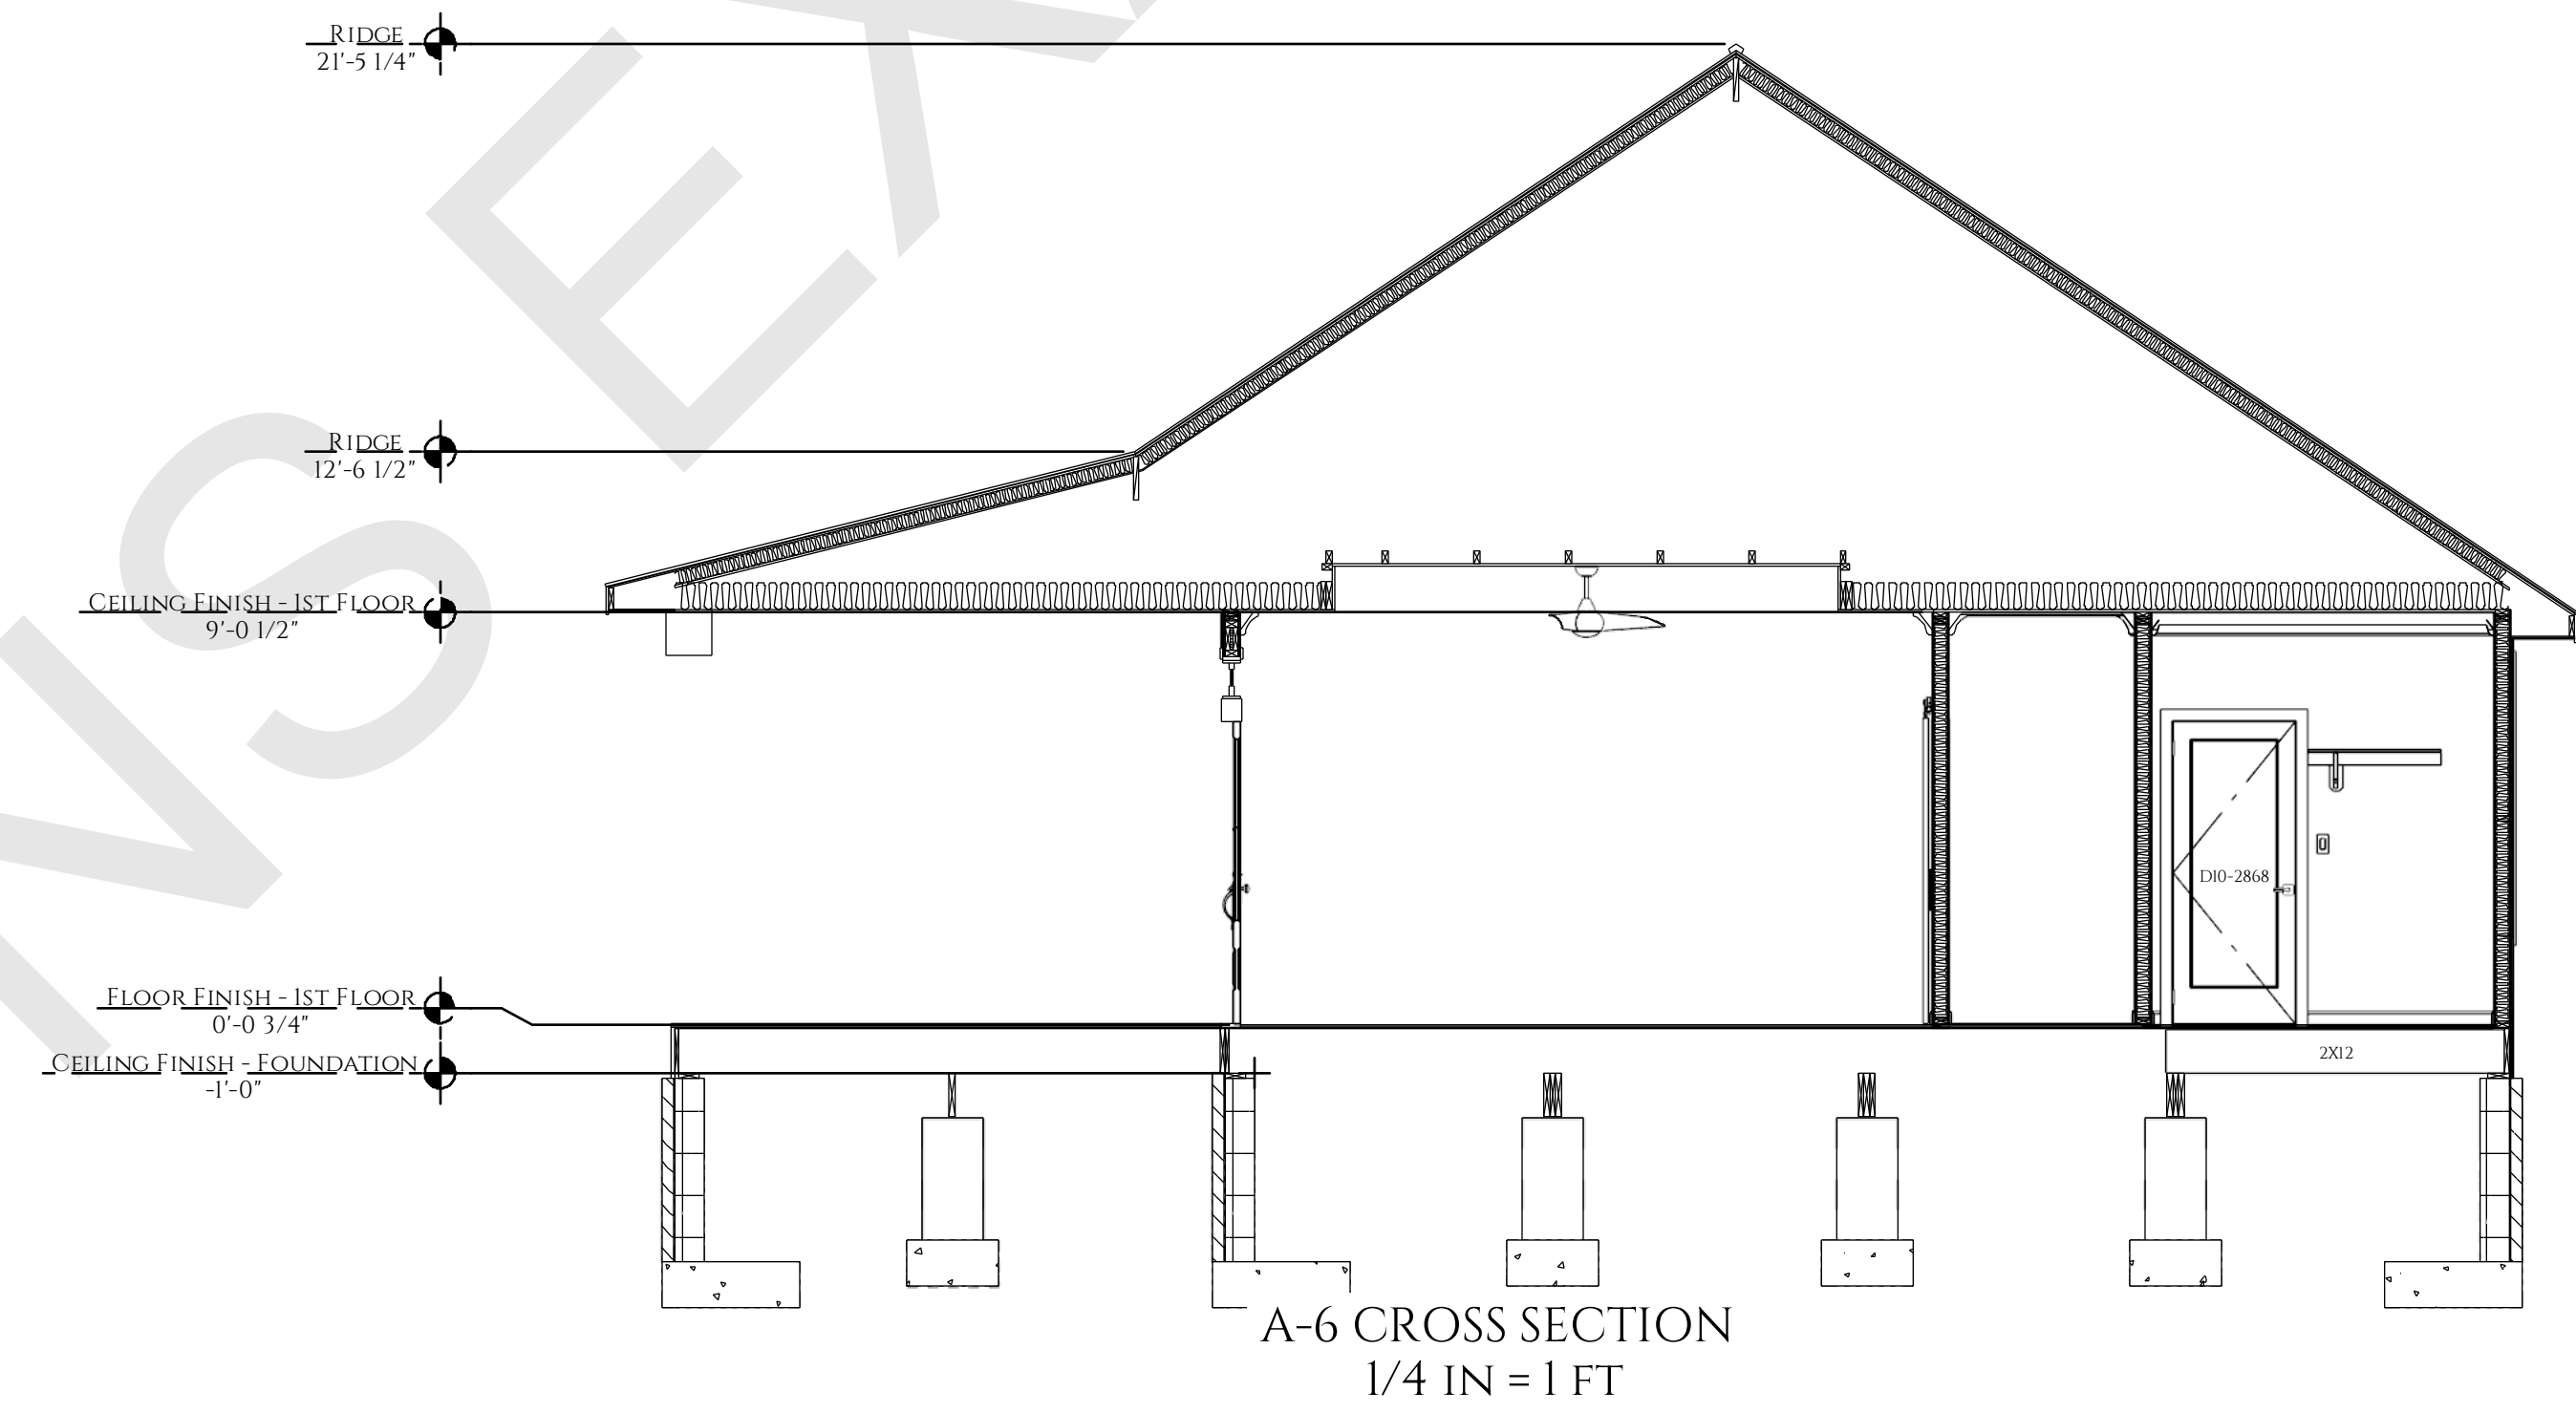 RIDGE
21'-5 1/4"
RIDGE
12'-6 1/2"
CEILING FINISH - 1ST FLOOR
9'-0 1/2"
D10-2868
FLOOR FINISH - 1ST FLOOR
0'-0 3/4"
2X12
CEILING FINISH - FOUNDATION
-1'-0"
A-6 CROSS SECTION
1/4 IN = 1 FT